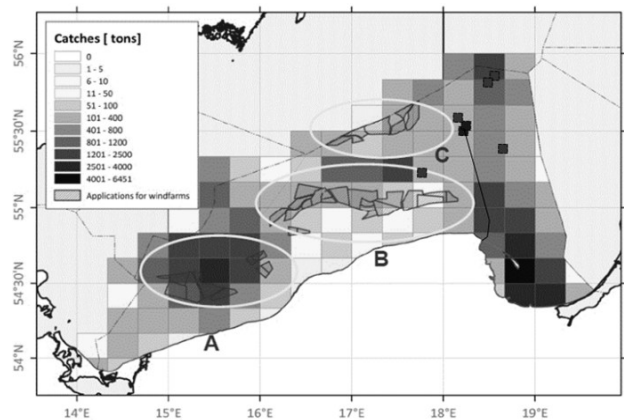 Catches [ tons]
0
1 - 5
6 - 10
11 - 50
51 - 100
101 - 400
401 - 800
801 - 1200
1201 - 2500
2501 - 4000
4001 - 6451
Applications for windfarms
56°N
55°30'N
55°N
54°30'N
54°N
C
B
A
14°E 15°E 16°E 17°E 18°E 19°E